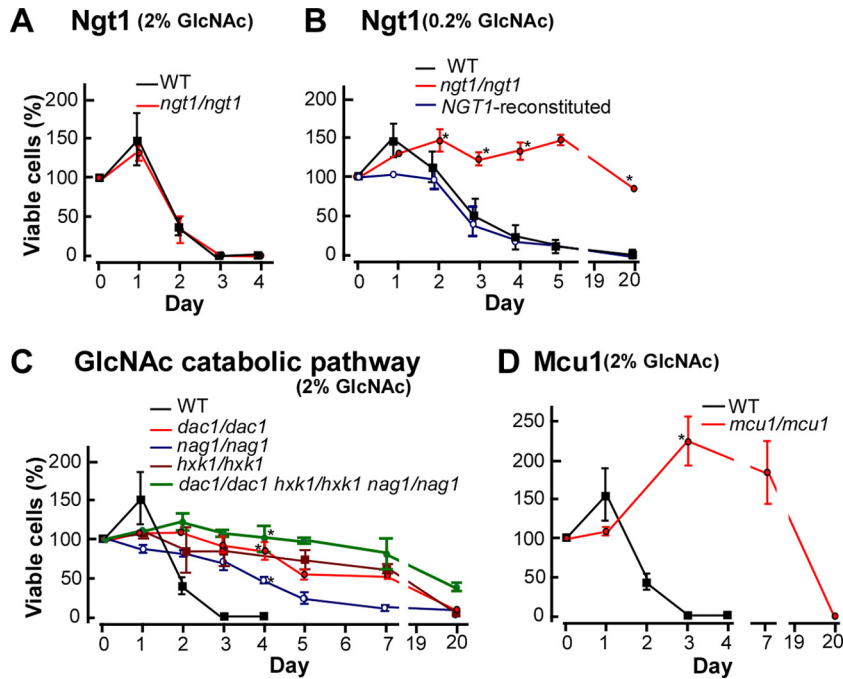 A Ngt1 (2% GlcNAc)
WT
ngt1/ngt1
Viable cells (%)
200
150
100
50
0
0 1 2 3 4
Day
B Ngt1(0.2% GlcNAc)
WT
ngt1/ngt1
NGT1-reconstituted
200
150
100
50
0
* * * *
0 1 2 3 4 5 19 20
Day
C GlcNAc catabolic pathway
(2% GlcNAc)
WT
dac1/dac1
nag1/nag1
hxk1/hxk1
dac1/dac1 hxk1/hxk1 nag1/nag1
Viable cells (%)
200
150
100
50
0
* * *
0 1 2 3 4 5 7 19 20
Day
D Mcu1(2% GlcNAc)
WT
mcu1/mcu1
250
200
150
100
50
0
*
0 1 2 3 4 7 19 20
Day